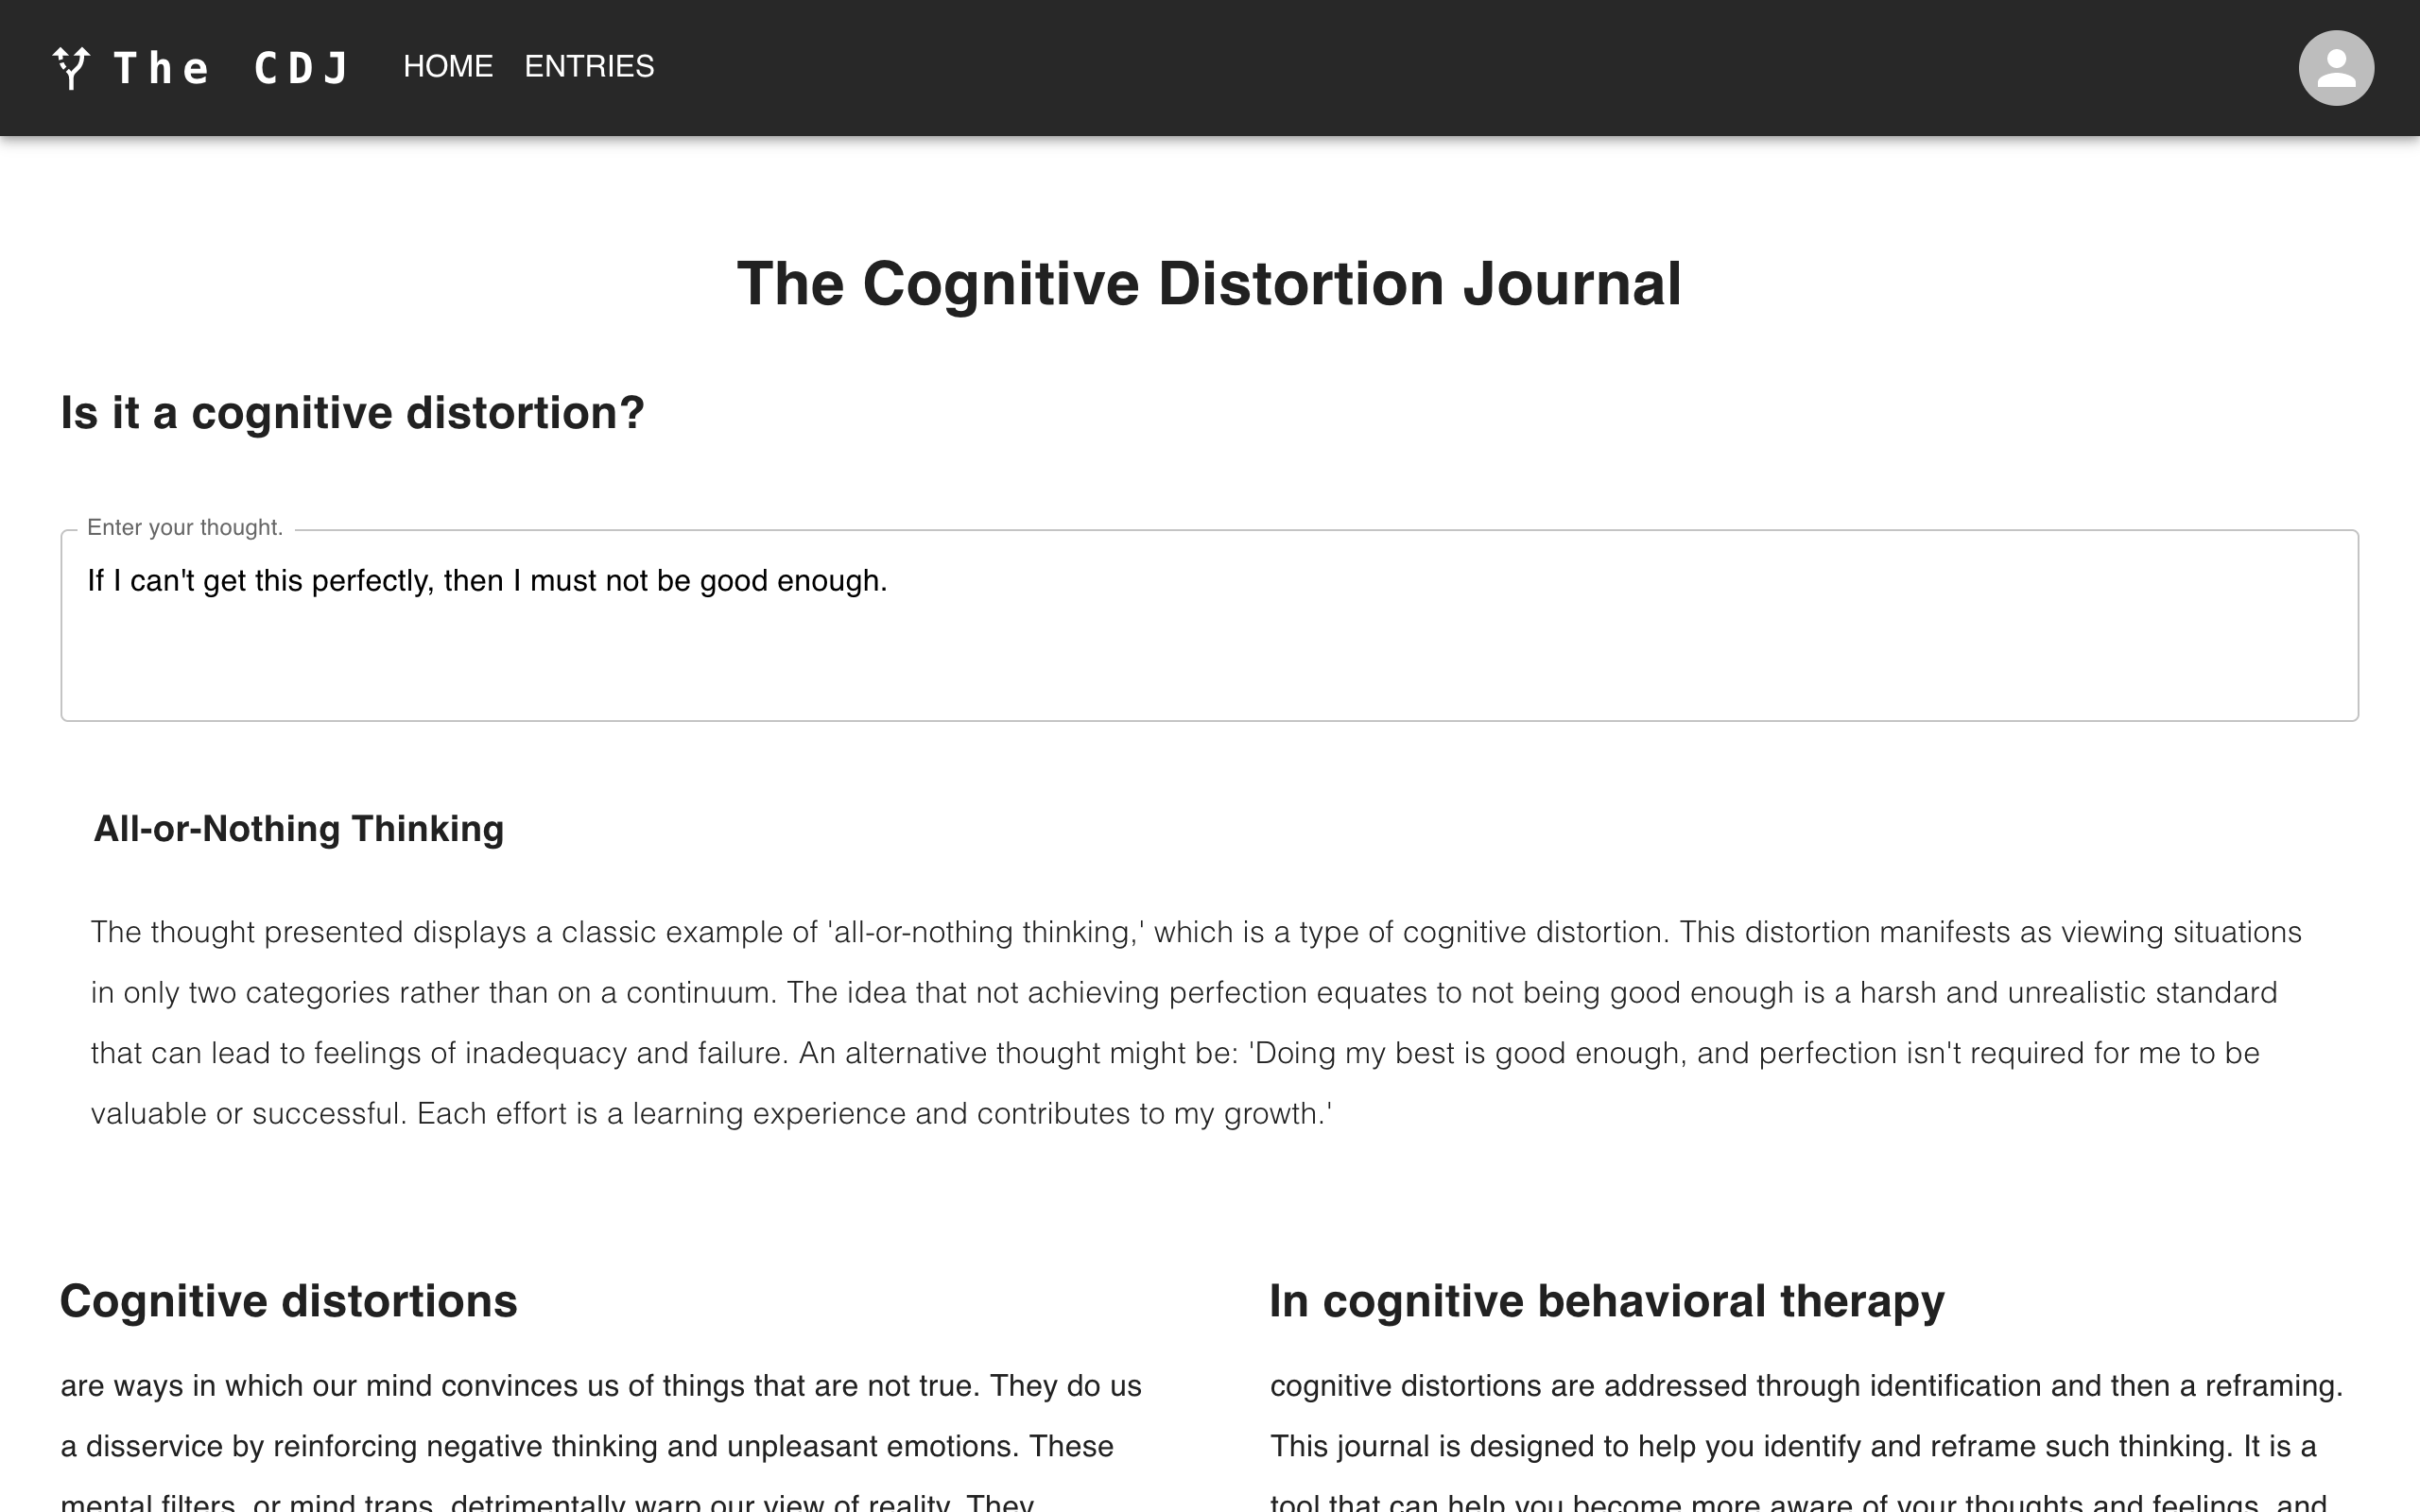 The CDJ HOME ENTRIES
The Cognitive Distortion Journal
Is it a cognitive distortion?
Enter your thought.
If I can't get this perfectly, then I must not be good enough.
All-or-Nothing Thinking
The thought presented displays a classic example of 'all-or-nothing thinking,' which is a type of cognitive distortion. This distortion manifests as viewing situations
in only two categories rather than on a continuum. The idea that not achieving perfection equates to not being good enough is a harsh and unrealistic standard
that can lead to feelings of inadequacy and failure. An alternative thought might be: 'Doing my best is good enough, and perfection isn't required for me to be
valuable or successful. Each effort is a learning experience and contributes to my growth.'
Cognitive distortions
are ways in which our mind convinces us of things that are not true. They do us
a disservice by reinforcing negative thinking and unpleasant emotions. These
mental filters, or mind traps, detrimentally warp our view of reality. They
In cognitive behavioral therapy
cognitive distortions are addressed through identification and then a reframing.
This journal is designed to help you identify and reframe such thinking. It is a
tool that can help you become more aware of your thoughts and feelings, and